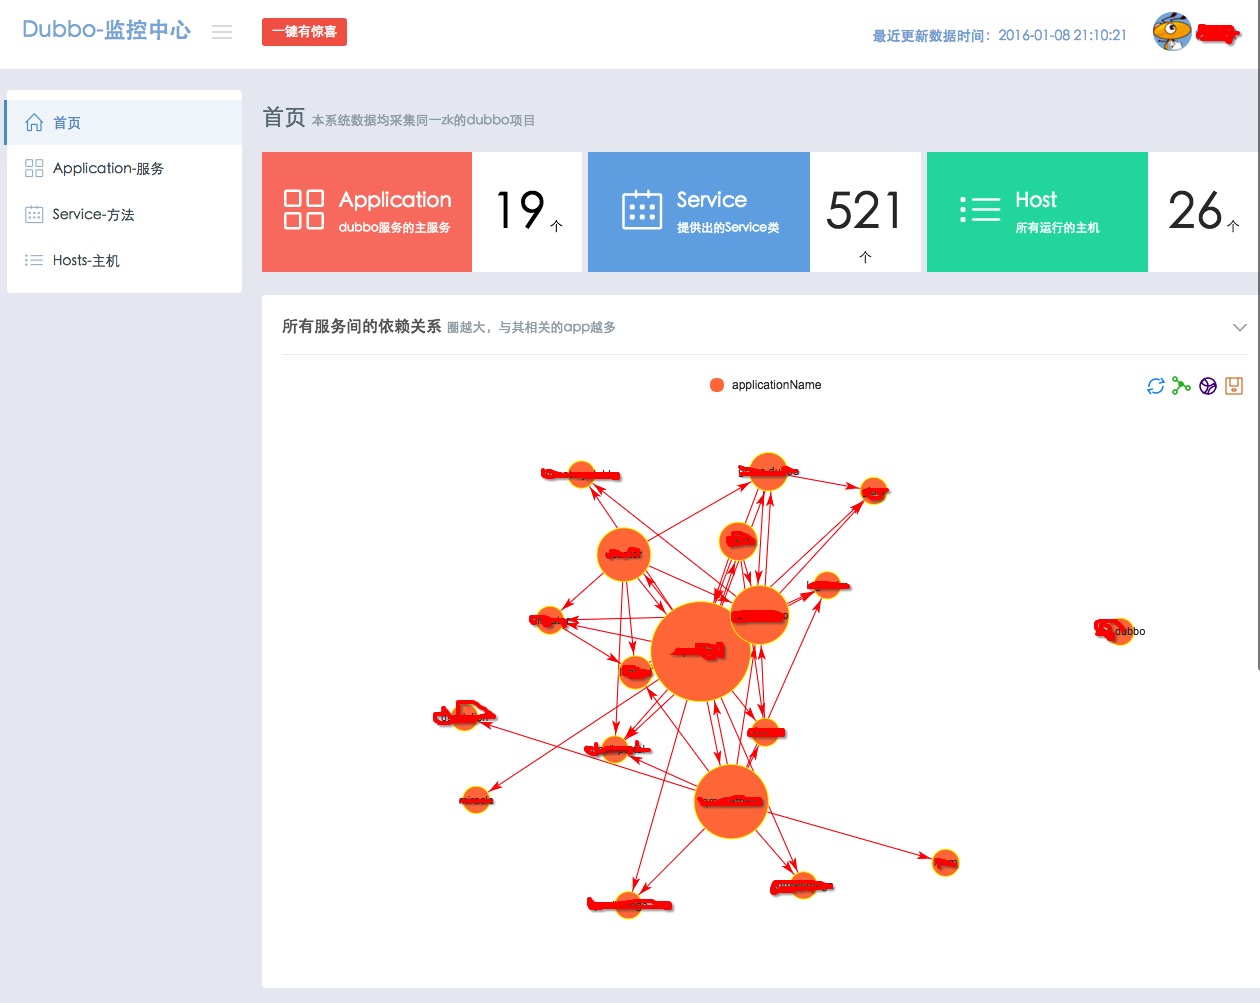 Dubbo-监控中心
一键有惊喜
最近更新数据时间：2016-01-08 21:10:21
首页
Application-服务
Service-方法
Hosts-主机
首页 本系统数据均采集同一zk的dubbo项目
Application
dubbo服务的主服务
19 个
Service
提供出的Service类
521
个
Host
所有运行的主机
26 个
所有服务间的依赖关系 圈越大，与其相关的app越多
applicationName
dubbo